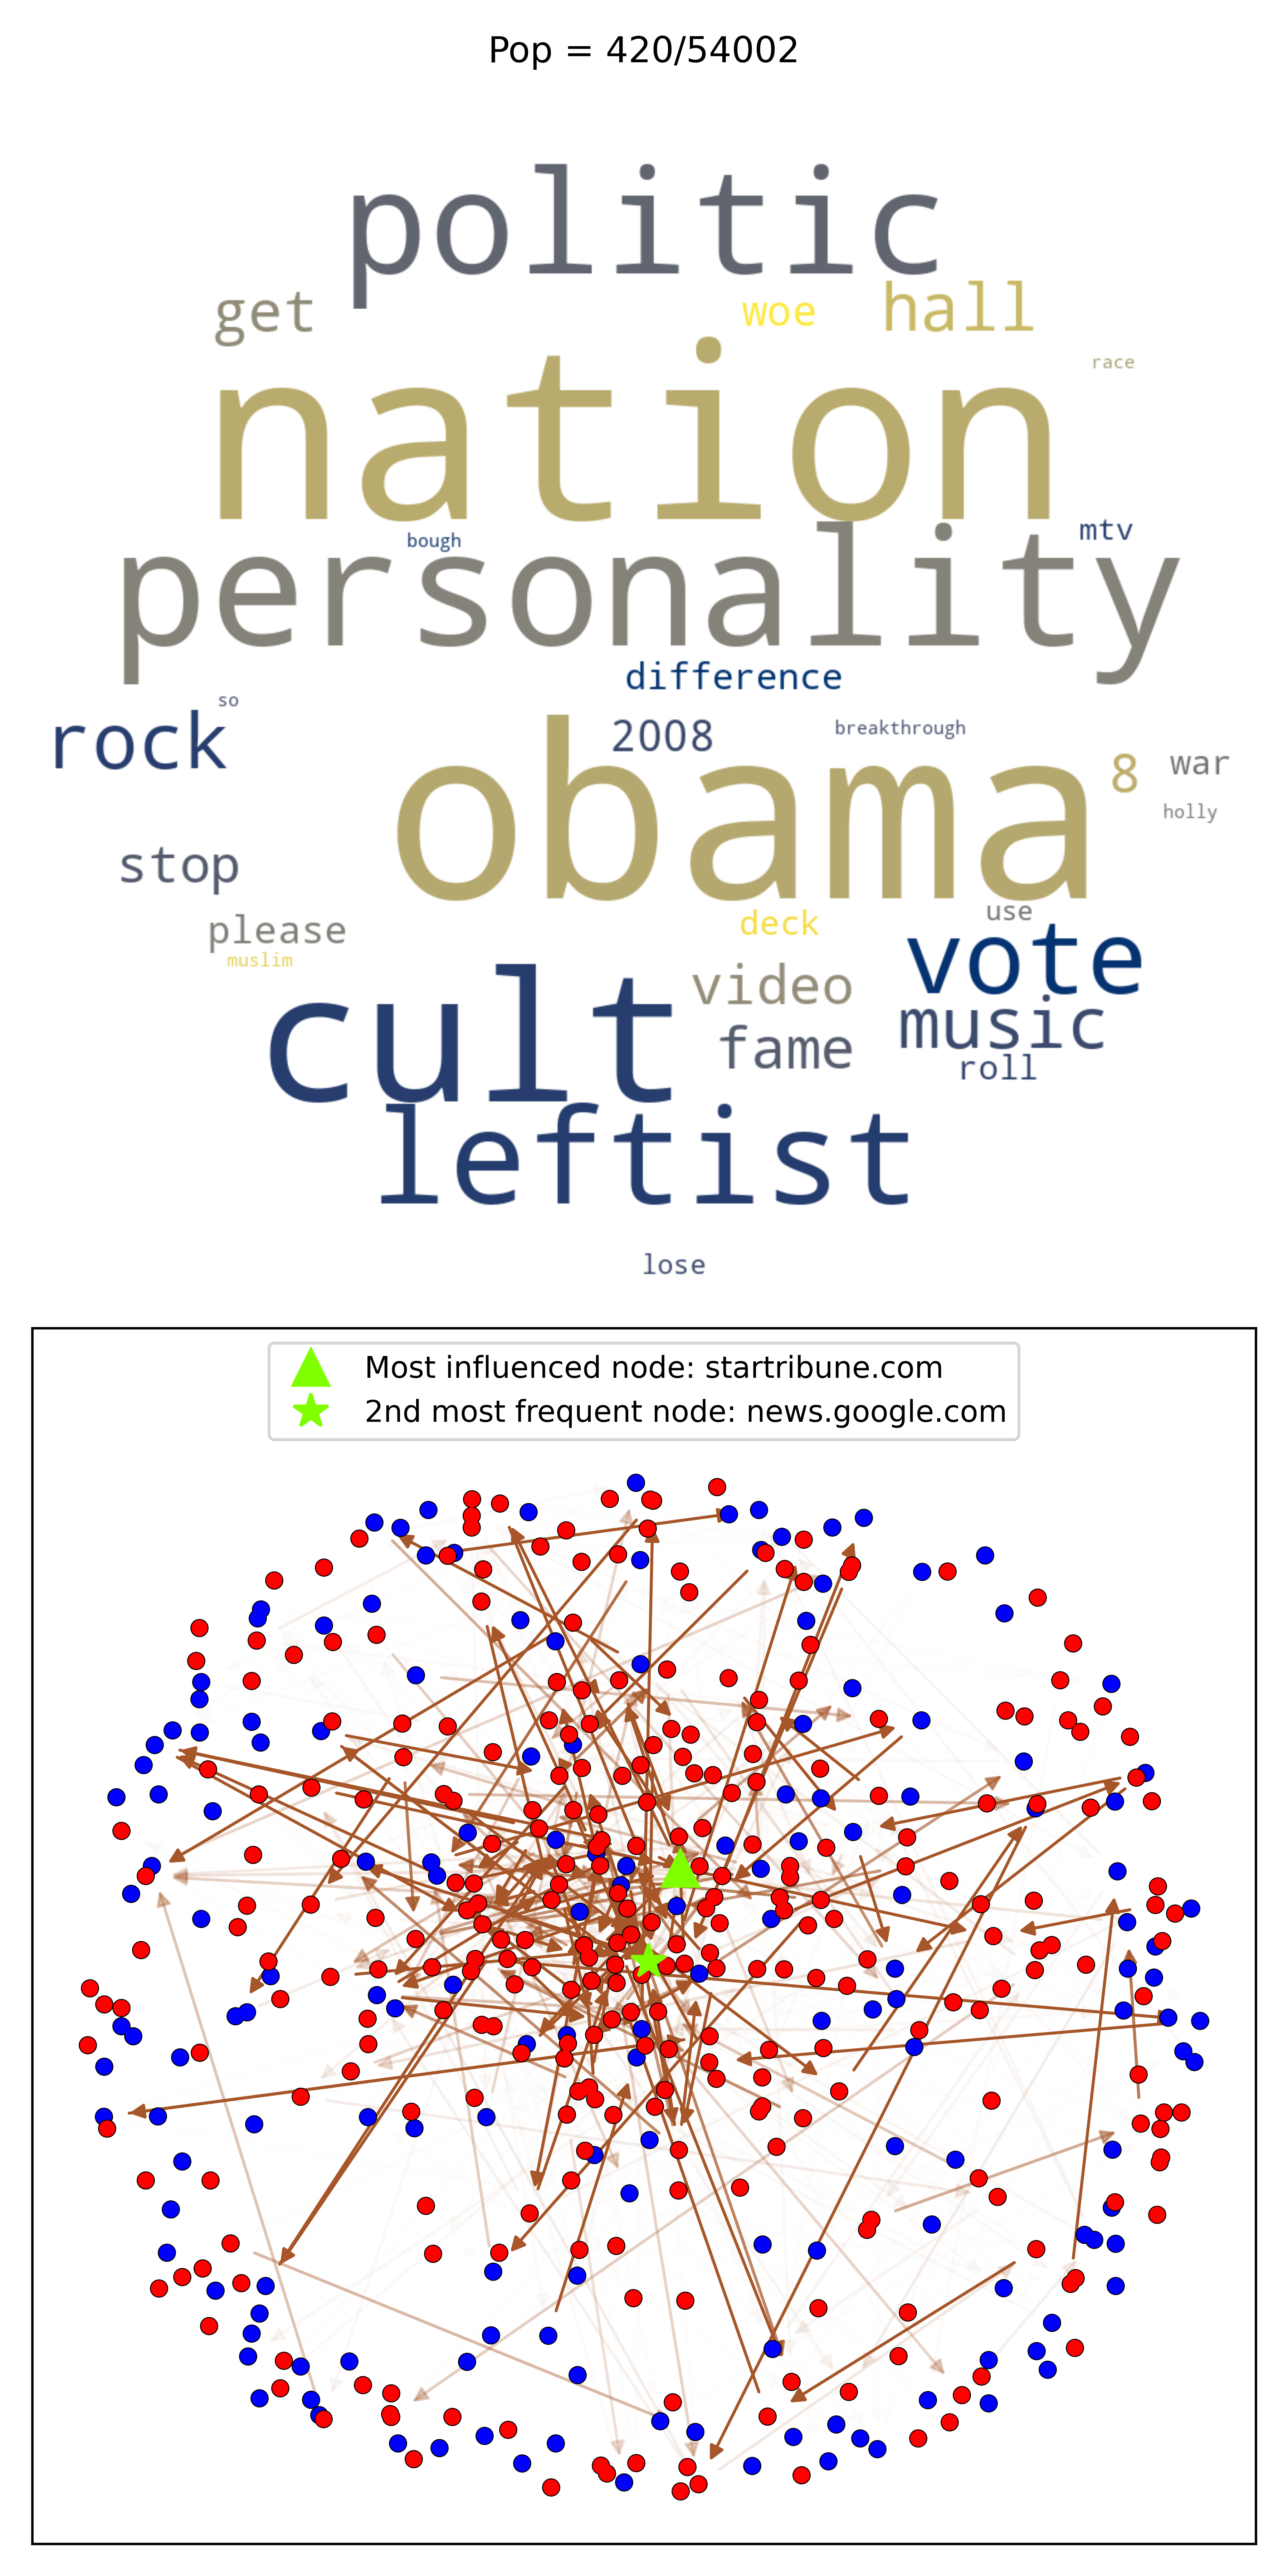 Pop = 420/54002
politic
get woe hall
race
nation
mtv
bough
personality
difference
so
rock 2008 breakthrough
obama 8 war
holly
stop
please deck use
muslim
vote
cult video
music
fame
roll
leftist
lose
Most influenced node: startribune.com
2nd most frequent node: news.google.com